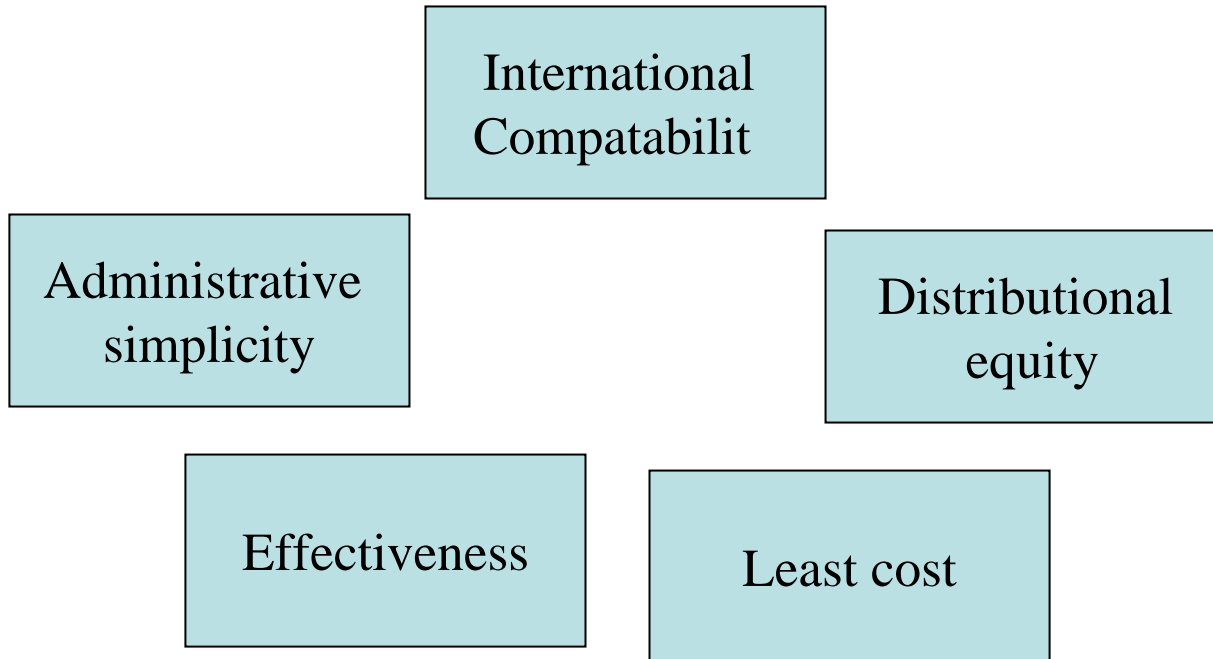 International
Compatabilit
Administrative
simplicity
Distributional
equity
Effectiveness
Least cost